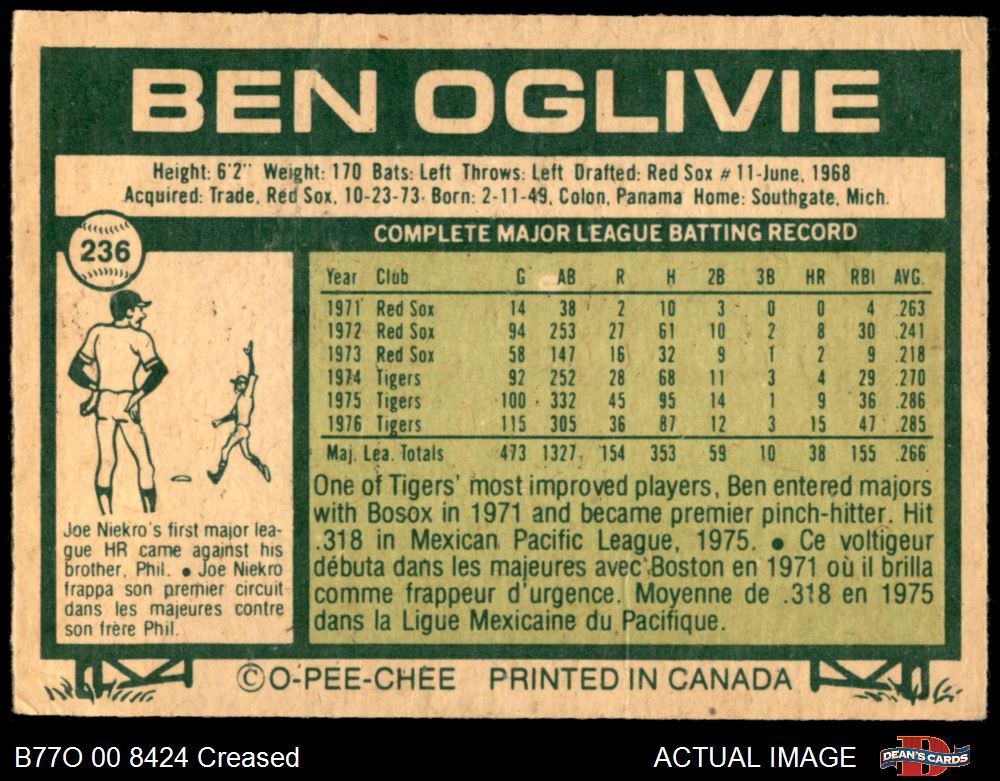 BEN OGLIVIE
Height: 6'2" Weight: 170 Bats: Left Throws: Left Drafted: Red Sox #11-June, 1968
Acquired: Trade, Red Sox, 10-23-73 Born: 2-11-49, Colon, Panama Home: Southgate, Mich.
236
COMPLETE MAJOR LEAGUE BATTING RECORD
Year Club G AB R H 2B 3B HR RBI AVG.
1971 Red Sox 14 38 2 10 3 0 0 4 .263
1972 Red Sox 94 253 27 61 10 2 8 30 .241
1973 Red Sox 58 147 16 32 9 1 2 9 .218
1974 Tigers 92 252 28 68 11 3 4 29 .270
1975 Tigers 100 332 45 95 14 1 9 36 .286
1976 Tigers 115 305 36 87 12 3 15 47 .285
Maj. Lea. Totals 473 1327 154 353 59 10 38 155 .266
One of Tigers' most improved players, Ben entered majors
with Bosox in 1971 and became premier pinch-hitter. Hit
.318 in Mexican Pacific League, 1975. ● Ce voltigeur
débuta dans les majeures avec Boston en 1971 où il brilla
comme frappeur d'urgence. Moyenne de .318 en 1975
dans la Ligue Mexicaine du Pacifique.
Joe Niekro's first major lea-
gue HR came against his
brother, Phil. ● Joe Niekro
frappa son premier circuit
dans les majeures contre
son frère Phil.
©O-PEE-CHEE PRINTED IN CANADA
B77O 00 8424 Creased
ACTUAL IMAGE
D
DEAN'S CARDS